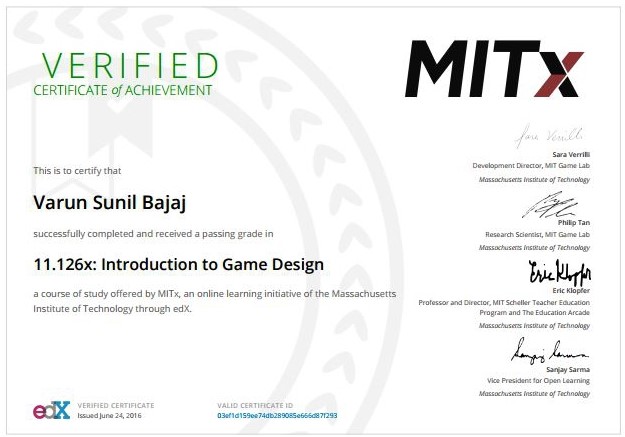 VERIFIED
CERTIFICATE of ACHIEVEMENT
MITx
This is to certify that
Varun Sunil Bajaj
successfully completed and received a passing grade in
11.126x: Introduction to Game Design
a course of study offered by MITx, an online learning initiative of the Massachusetts
Institute of Technology through edX.
Sara Verrilli
Sara Verrilli
Development Director, MIT Game Lab
Massachusetts Institute of Technology
Philip Tan
Research Scientist, MIT Game Lab
Massachusetts Institute of Technology
Eric Klopfer
Eric Klopfer
Professor and Director, MIT Scheller Teacher Education
Program and The Education Arcade
Massachusetts Institute of Technology
Sanjay Sarma
Sanjay Sarma
Vice President for Open Learning
Massachusetts Institute of Technology
edX
VERIFIED CERTIFICATE
Issued June 24, 2016
VALID CERTIFICATE ID
03ef1d159ee74db289085e666d87f293